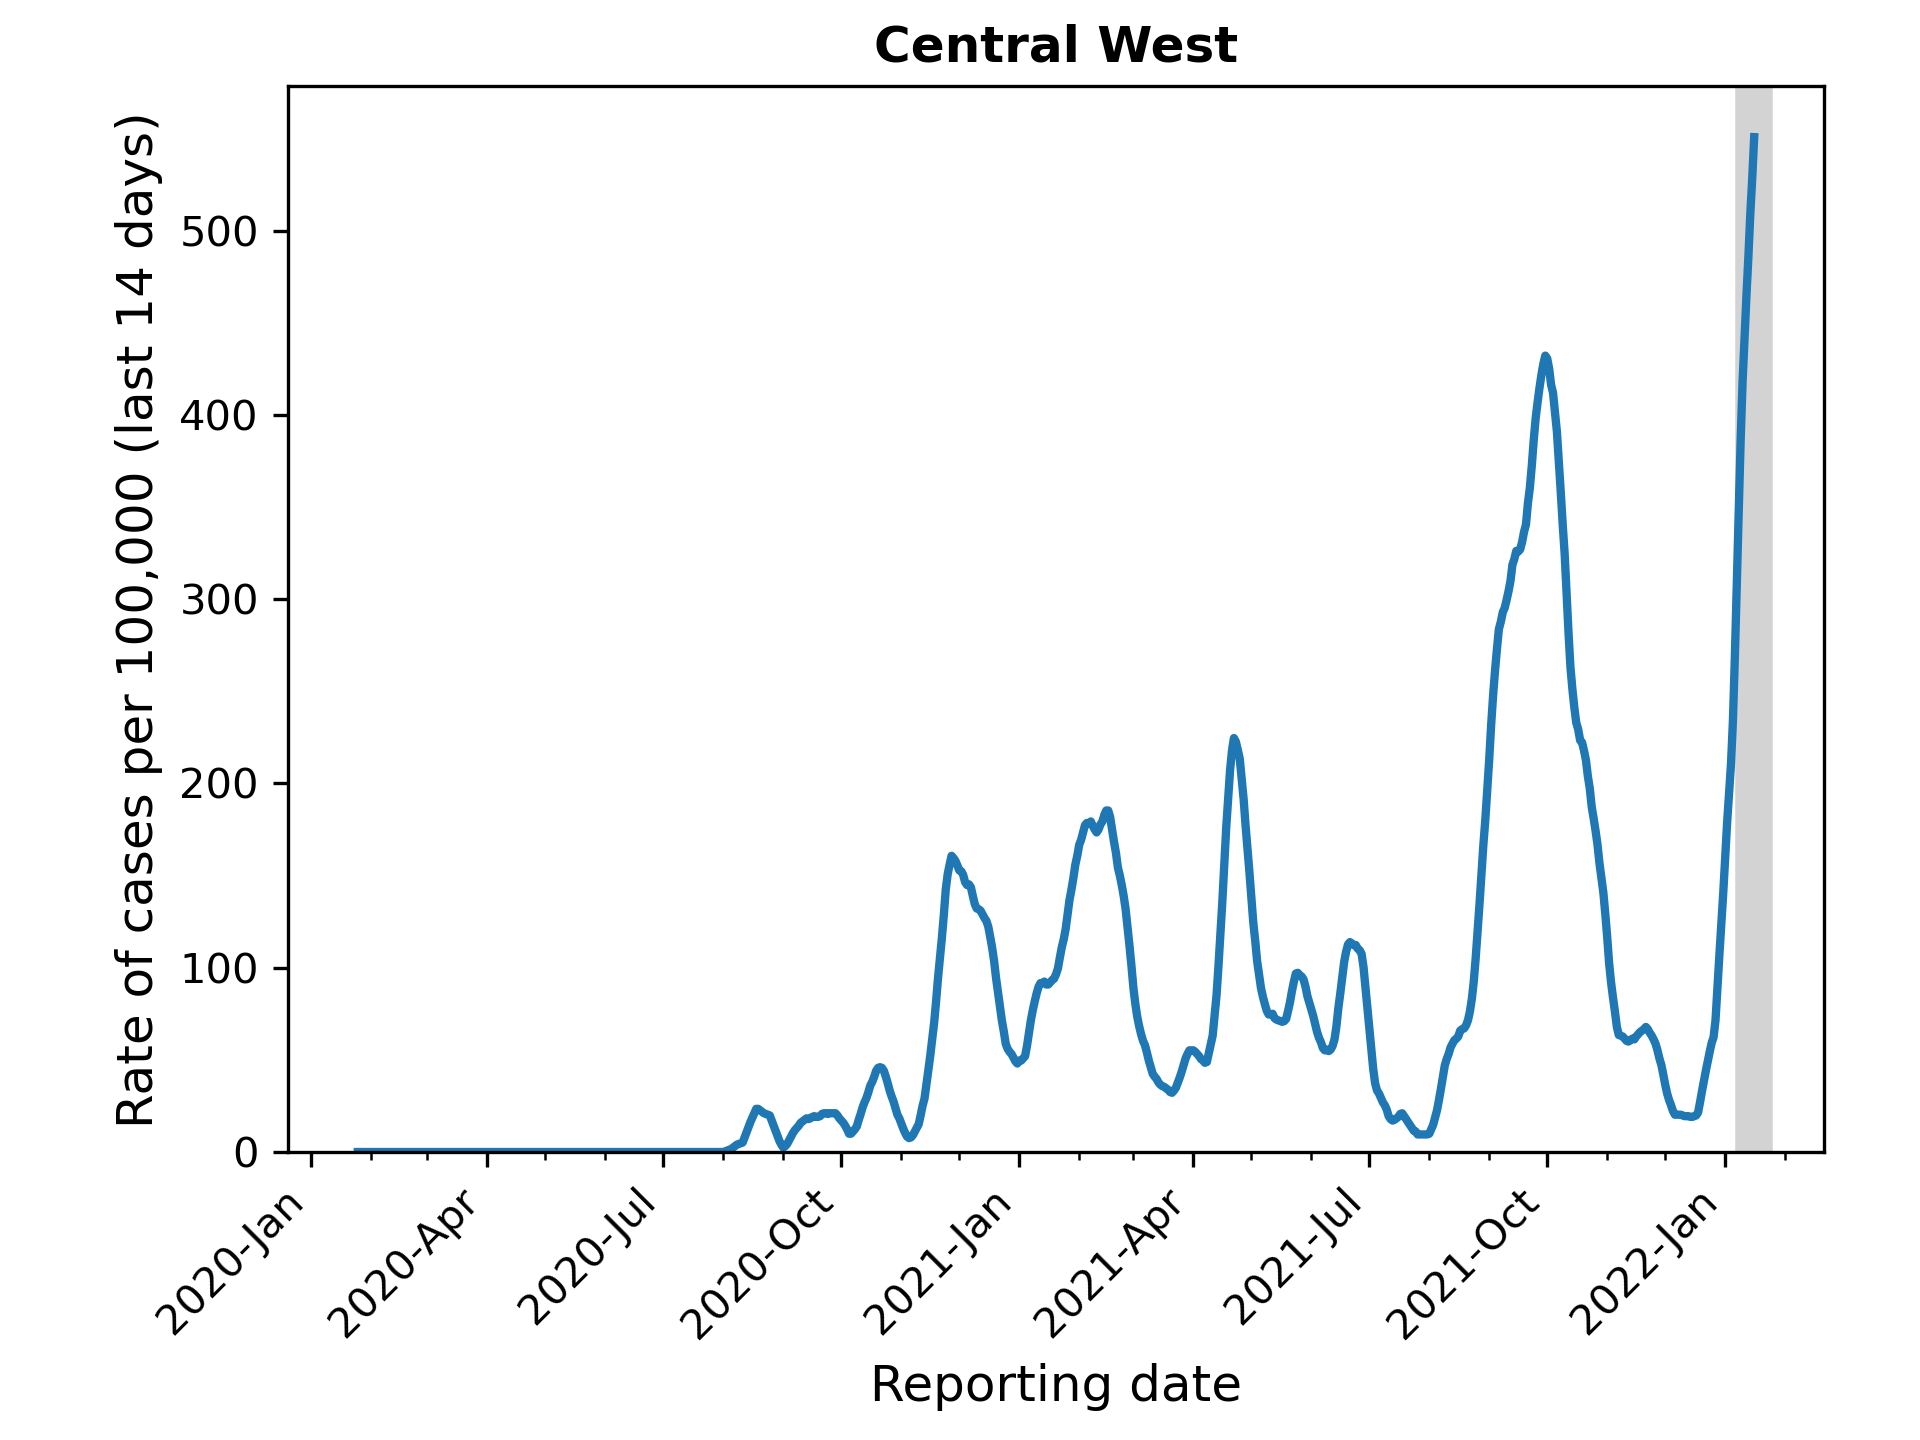 Central West
Rate of cases per 100,000 (last 14 days)
500
400
300
200
100
0
2020-Jan
2020-Apr
2020-Jul
2020-Oct
2021-Jan
2021-Apr
2021-Jul
2021-Oct
2022-Jan
Reporting date